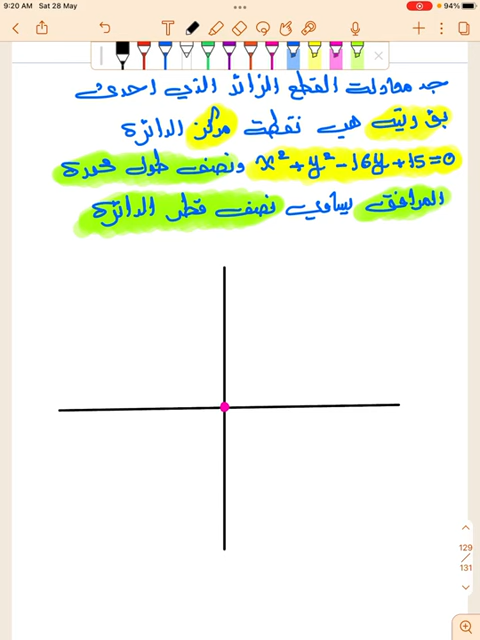 9:20 AM Sat 28 May
94%
جد معادلة القطع الزائد الذي احدى
بؤرتيه هي نقطة مركز الدائرة
x² + y² - 16y + 15 = 0 ونصف طول محوره
المرافق يساوي نصف قطر الدائرة
129
131